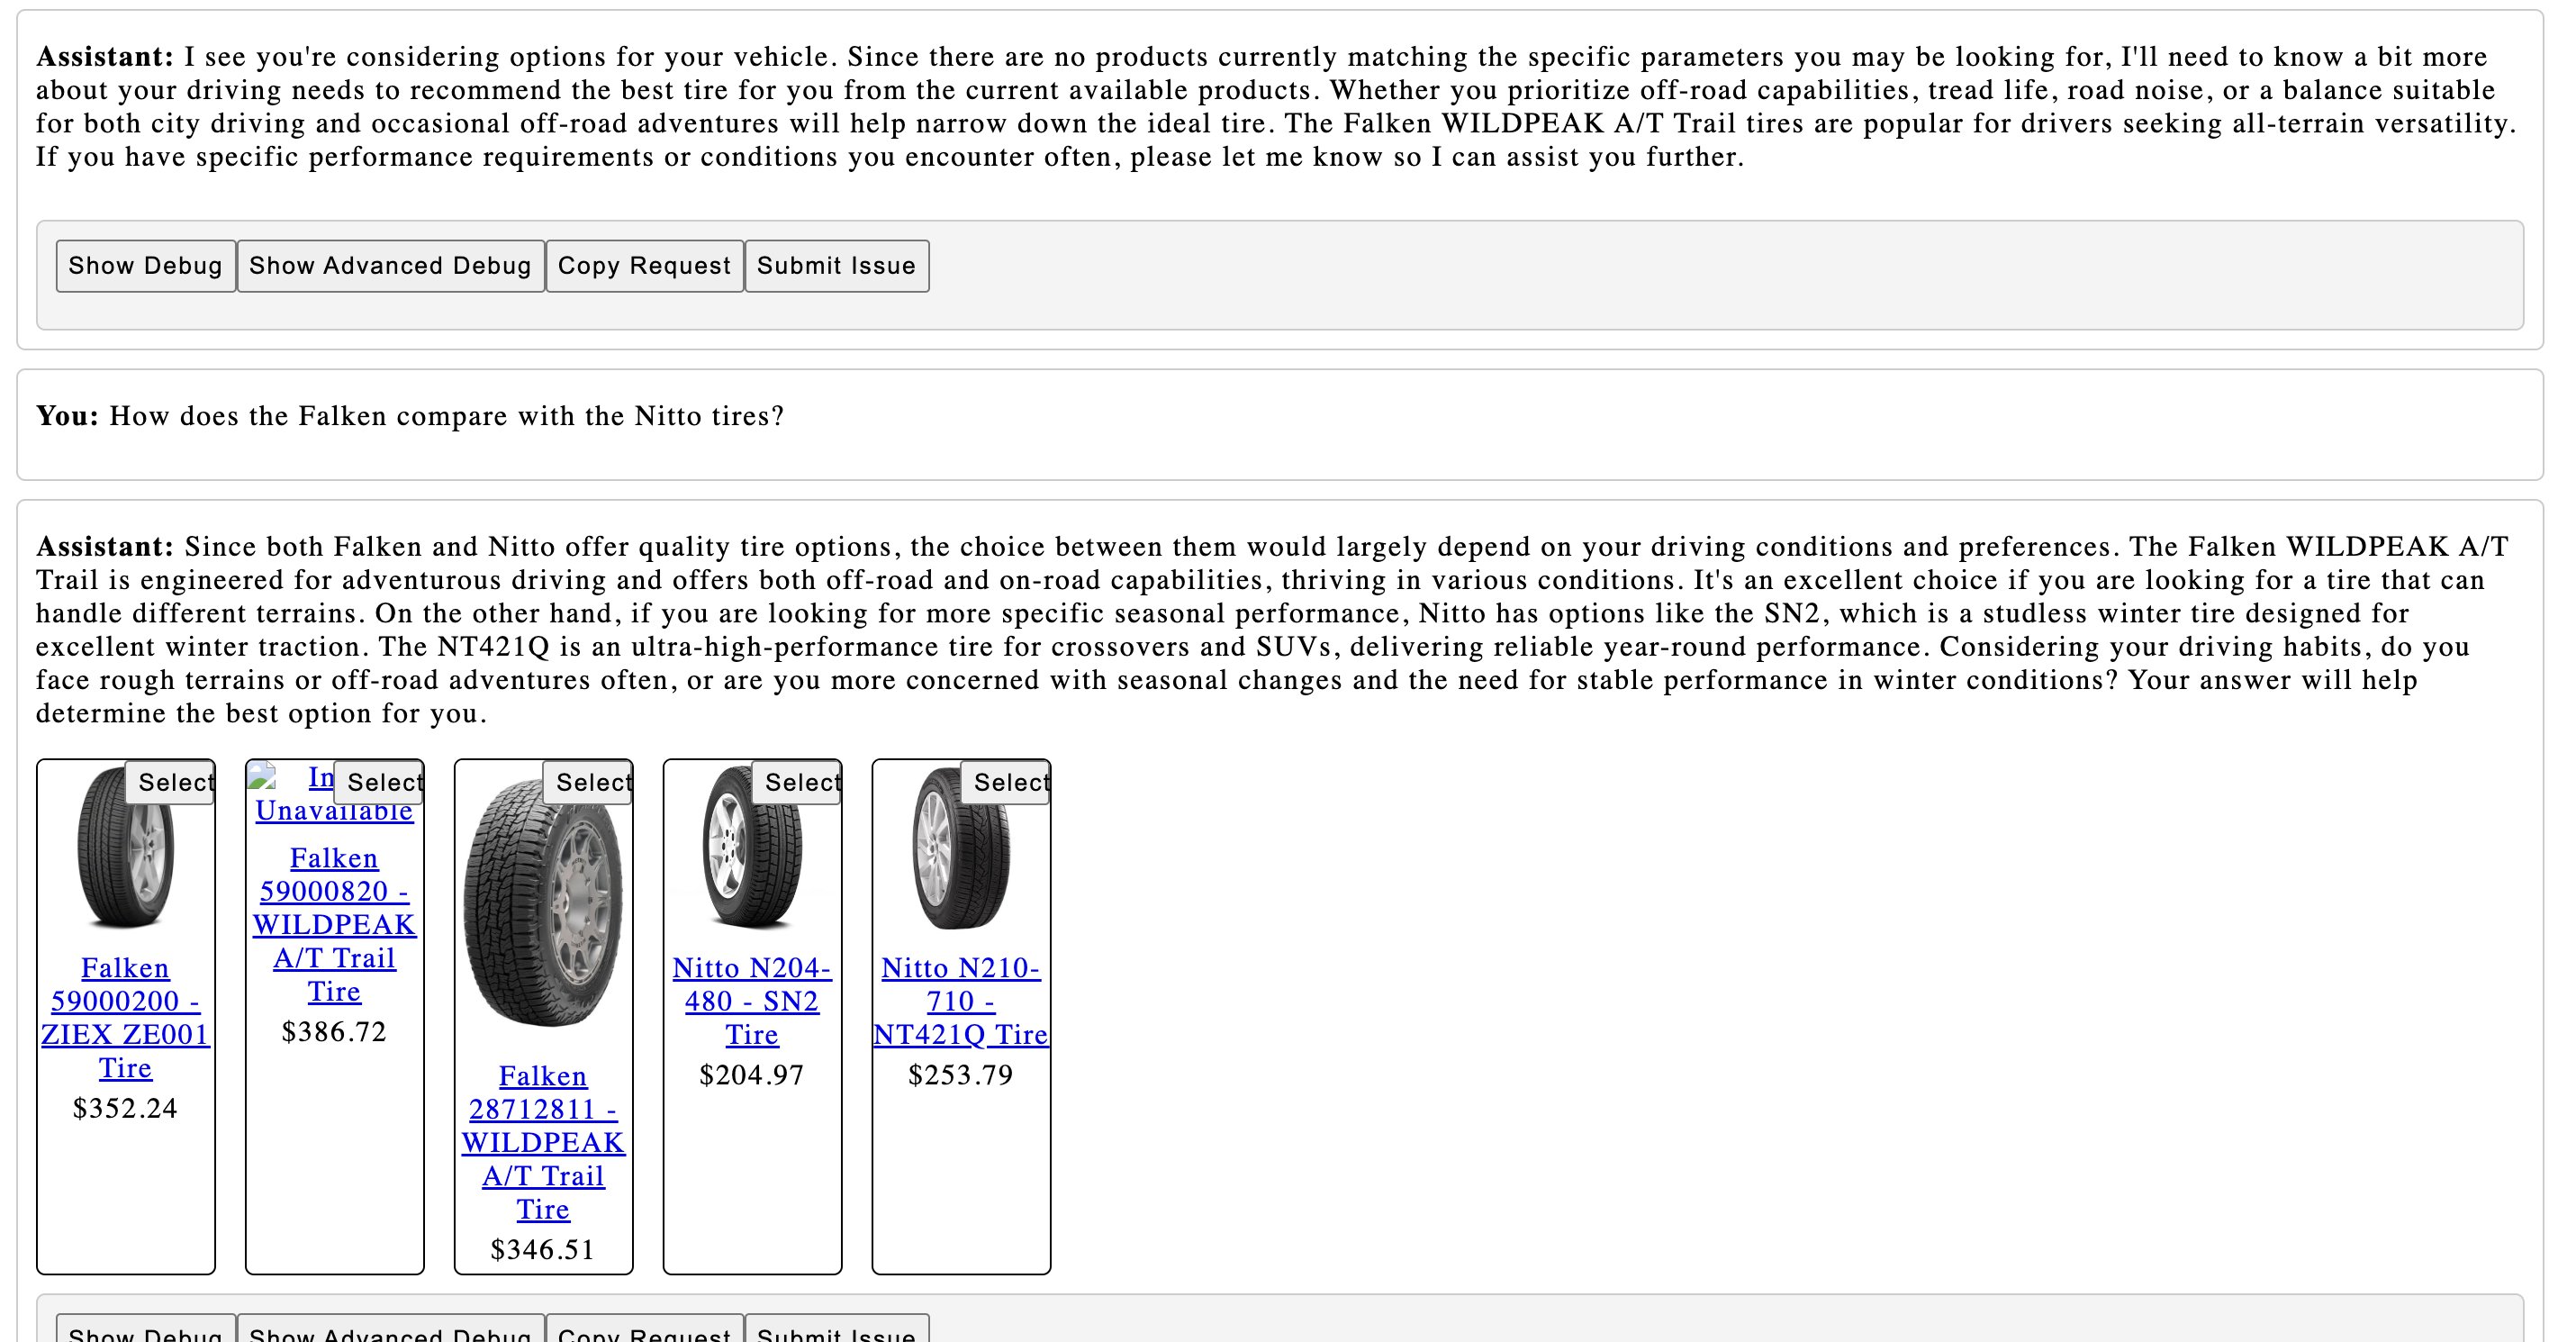 Assistant: I see you're considering options for your vehicle. Since there are no products currently matching the specific parameters you may be looking for, I'll need to know a bit more
about your driving needs to recommend the best tire for you from the current available products. Whether you prioritize off-road capabilities, tread life, road noise, or a balance suitable
for both city driving and occasional off-road adventures will help narrow down the ideal tire. The Falken WILDPEAK A/T Trail tires are popular for drivers seeking all-terrain versatility.
If you have specific performance requirements or conditions you encounter often, please let me know so I can assist you further.
Show Debug Show Advanced Debug Copy Request Submit Issue
You: How does the Falken compare with the Nitto tires?
Assistant: Since both Falken and Nitto offer quality tire options, the choice between them would largely depend on your driving conditions and preferences. The Falken WILDPEAK A/T
Trail is engineered for adventurous driving and offers both off-road and on-road capabilities, thriving in various conditions. It's an excellent choice if you are looking for a tire that can
handle different terrains. On the other hand, if you are looking for more specific seasonal performance, Nitto has options like the SN2, which is a studless winter tire designed for
excellent winter traction. The NT421Q is an ultra-high-performance tire for crossovers and SUVs, delivering reliable year-round performance. Considering your driving habits, do you
face rough terrains or off-road adventures often, or are you more concerned with seasonal changes and the need for stable performance in winter conditions? Your answer will help
determine the best option for you.
Select
Falken
59000200 -
ZIEX ZE001
Tire
$352.24
Select
Unavailable
Falken
59000820 -
WILDPEAK
A/T Trail
Tire
$386.72
Select
Falken
28712811 -
WILDPEAK
A/T Trail
Tire
$346.51
Select
Nitto N204-
480 - SN2
Tire
$204.97
Select
Nitto N210-
710 -
NT421Q Tire
$253.79
Show Debug Show Advanced Debug Copy Request Submit Issue